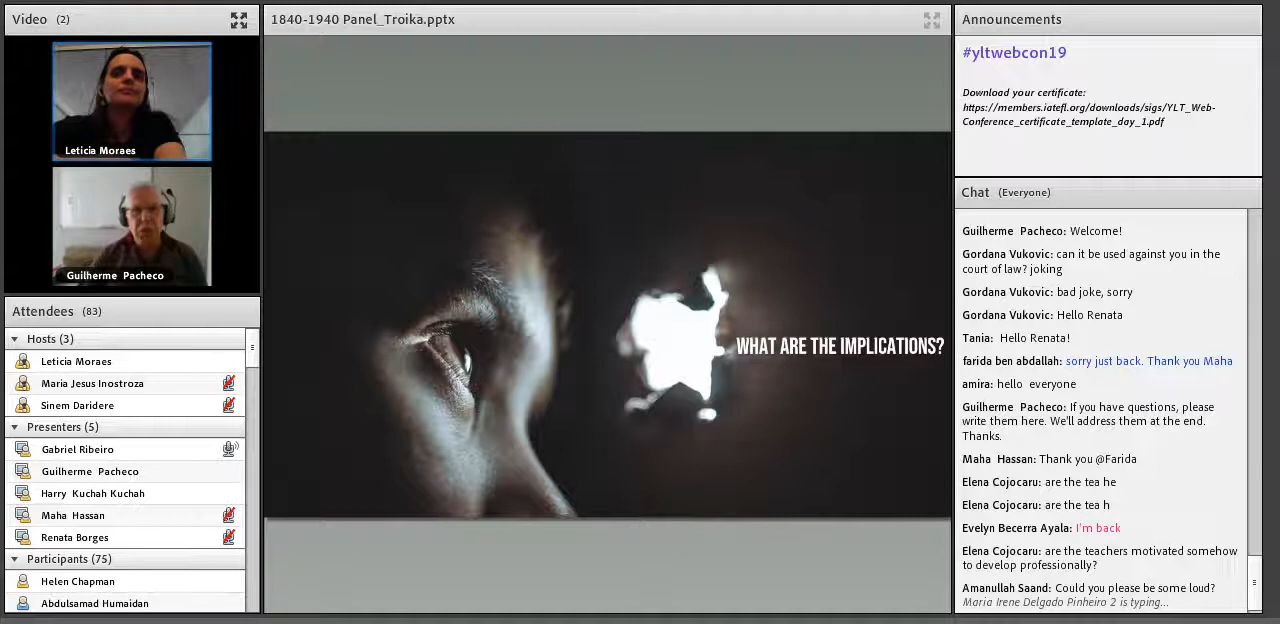 Video (2)
Leticia Moraes
Guilherme Pacheco
Attendees (83)
Hosts (3)
Leticia Moraes
Maria Jesus Inostroza
Sinem Daridere
Presenters (5)
Gabriel Ribeiro
Guilherme Pacheco
Harry Kuchah Kuchah
Maha Hassan
Renata Borges
Participants (75)
Helen Chapman
Abdulsamad Humaidan
1840-1940 Panel_Troika.pptx
WHAT ARE THE IMPLICATIONS?
Announcements
#yltwebcon19
Download your certificate:
https://members.iatefl.org/downloads/sigs/YLT_Web-
Conference_certificate_template_day_1.pdf
Chat (Everyone)
Guilherme Pacheco: Welcome!
Gordana Vukovic: can it be used against you in the
court of law? joking
Gordana Vukovic: bad joke, sorry
Gordana Vukovic: Hello Renata
Tania: Hello Renata!
farida ben abdallah: sorry just back. Thank you Maha
amira: hello everyone
Guilherme Pacheco: If you have questions, please
write them here. We'll address them at the end.
Thanks.
Maha Hassan: Thank you @Farida
Elena Cojocaru: are the tea he
Elena Cojocaru: are the tea h
Evelyn Becerra Ayala: I'm back
Elena Cojocaru: are the teachers motivated somehow
to develop professionally?
Amanullah Saand: Could you please be some loud?
Maria Irene Delgado Pinheiro 2 is typing...